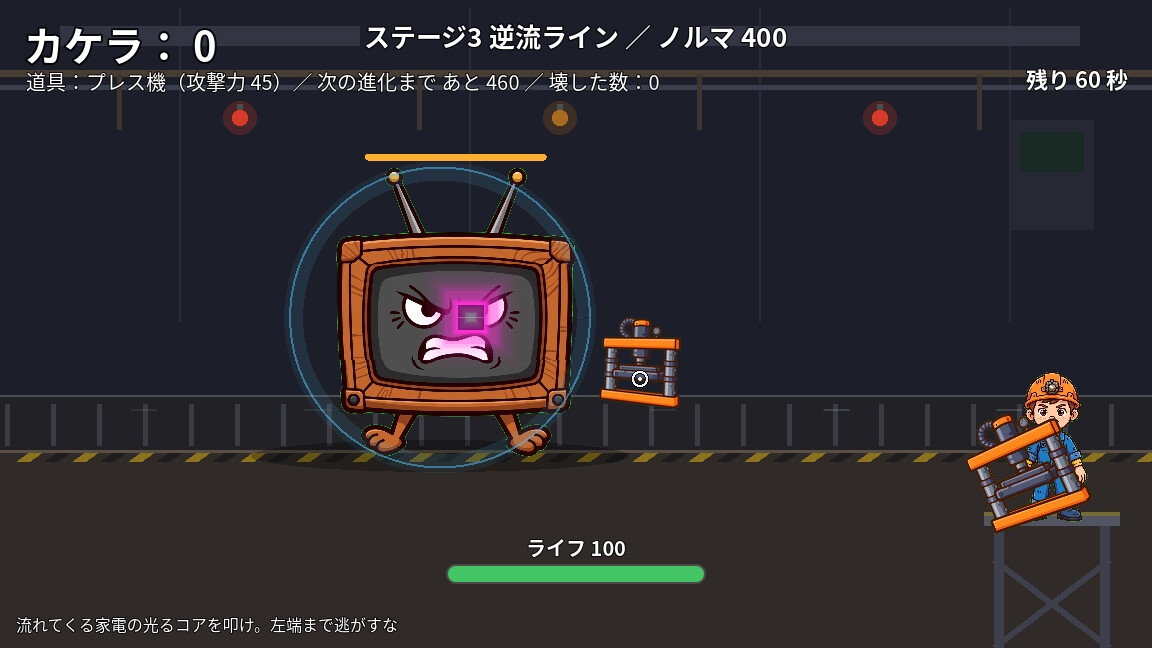 カケラ： 0
ステージ3 逆流ライン ／ ノルマ 400
道具：プレス機（攻撃力 45）／ 次の進化まで あと 460 ／ 壊した数：0
残り 60 秒
ライフ 100
流れてくる家電の光るコアを叩け。左端まで逃がすな